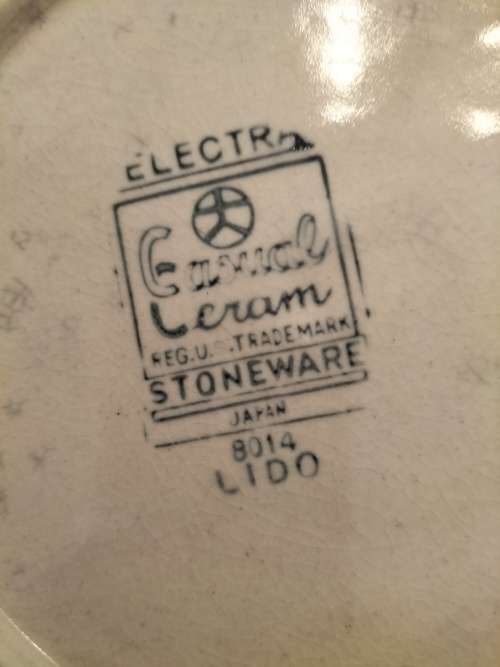 ELECTRA
Casual
Ceram
REG.U.S.TRADEMARK
STONEWARE
JAPAN
8014
LIDO